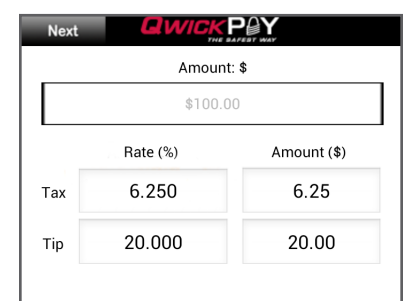 Next QWICKPAY
THE SAFEST WAY
Amount: $
$100.00
Rate (%) Amount ($)
Tax 6.250 6.25
Tip 20.000 20.00